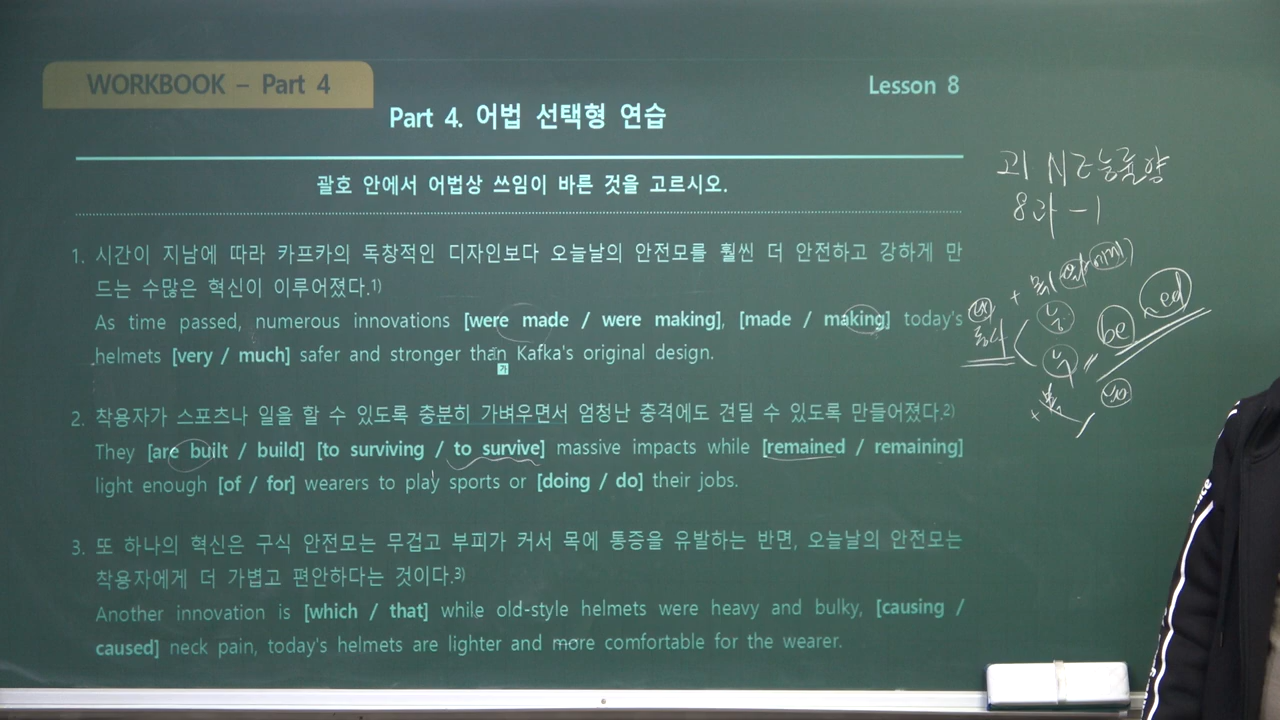 WORKBOOK – Part 4
Lesson 8
Part 4. 어법 선택형 연습
괄호 안에서 어법상 쓰임이 바른 것을 고르시오.
1. 시간이 지남에 따라 카프카의 독창적인 디자인보다 오늘날의 안전모를 훨씬 더 안전하고 강하게 만
드는 수많은 혁신이 이루어졌다.1)
As time passed, numerous innovations [were made / were making], [made / making] today's
helmets [very / much] safer and stronger than Kafka's original design.
가
2. 착용자가 스포츠나 일을 할 수 있도록 충분히 가벼우면서 엄청난 충격에도 견딜 수 있도록 만들어졌다.2)
They [are built / build] [to surviving / to survive] massive impacts while [remained / remaining]
light enough [of / for] wearers to play sports or [doing / do] their jobs.
3. 또 하나의 혁신은 구식 안전모는 무겁고 부피가 커서 목에 통증을 유발하는 반면, 오늘날의 안전모는
착용자에게 더 가볍고 편안하다는 것이다.3)
Another innovation is [which / that] while old-style helmets were heavy and bulky, [causing /
caused] neck pain, today's helmets are lighter and more comfortable for the wearer.
고1 NE능률양
8과 -1
동사
능
수
be
ed